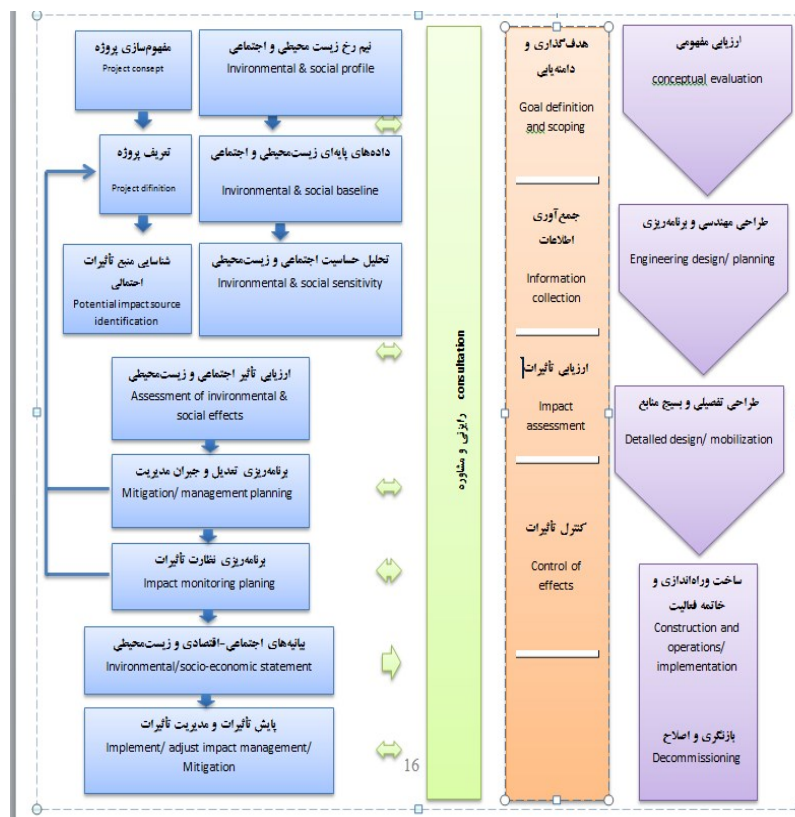 مفهوم‌سازی پروژه
Project concept
نیم رخ زیست محیطی و اجتماعی
Invironmental & social profile
تعریف پروژه
Project difinition
داده‌های پایه‌ای زیست‌محیطی و اجتماعی
Invironmental & social baseline
شناسایی منبع تأثیرات
احتمالی
Potential impact source
identification
تحلیل حساسیت اجتماعی و زیست‌محیطی
Invironmental & social sensitivity
ارزیابی تأثیر اجتماعی و زیست‌محیطی
Assessment of invironmental &
social effects
برنامه‌ریزی تعدیل و جبران مدیریت
Mitigation/ management planning
برنامه‌ریزی نظارت تأثیرات
Impact monitoring planing
بیانیه‌های اجتماعی-اقتصادی و زیست‌محیطی
Invironmental/socio-economic statement
پایش تأثیرات و مدیریت تأثیرات
Implement/ adjust impact management/
Mitigation
16
رایزنی و مشاوره consultation
هدف‌گذاری و
دامنه‌یابی
Goal definition
and scoping
جمع‌آوری
اطلاعات
Information
collection
ارزیابی تأثیرات
Impact
assessment
کنترل تأثیرات
Control of
effects
ارزیابی مفهومی
conceptual evaluation
طراحی مهندسی و برنامه‌ریزی
Engineering design/ planning
طراحی تفصیلی و بسیج منابع
Detailed design/ mobilization
ساخت وراه‌اندازی و
خاتمه فعالیت
Construction and
operations/
implementation
بازنگری و اصلاح
Decommissioning